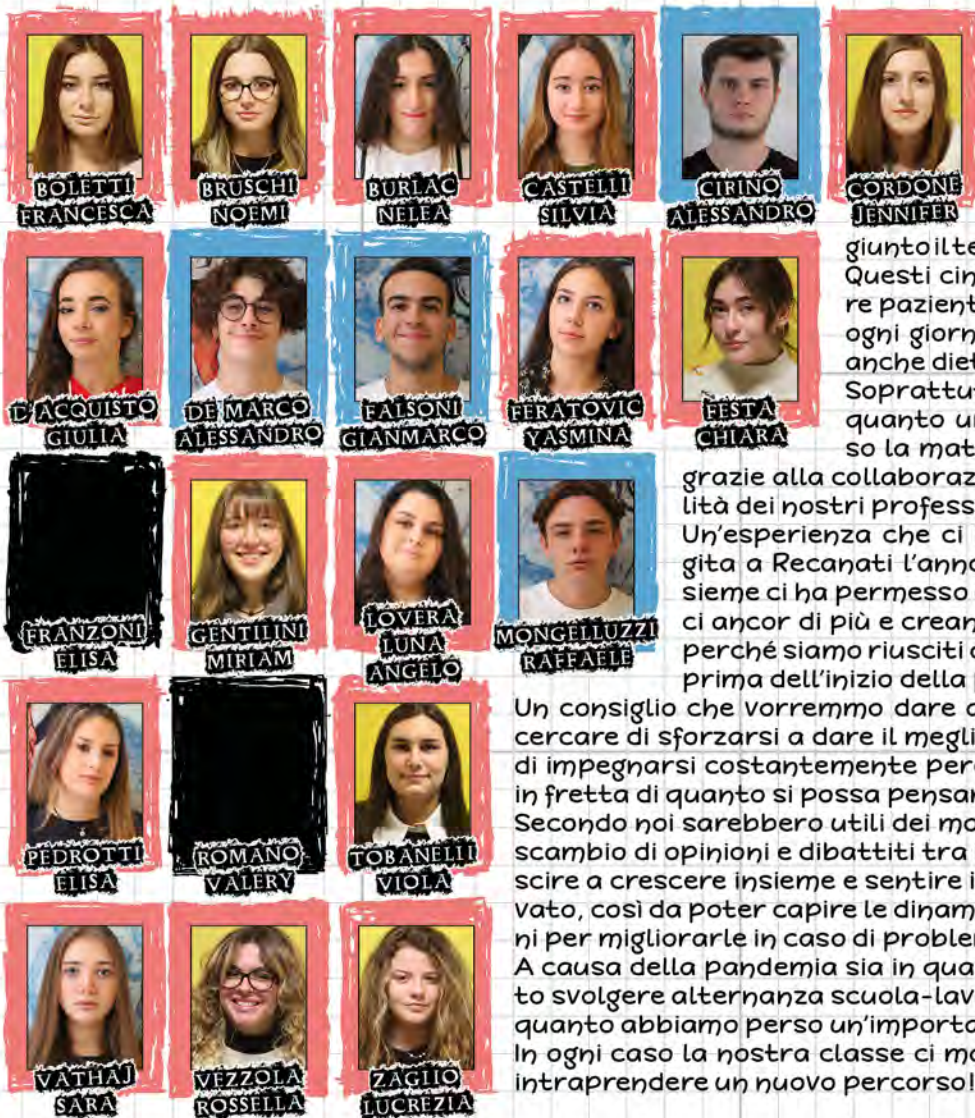 BOLETTI
FRANCESCA
BRUSCHI
NOEMI
BURLAC
NELEA
CASTELLI
SILVIA
CIRINO
ALESSANDRO
CORDONE
JENNIFER
D'ACQUISTO
GIULIA
DE MARCO
ALESSANDRO
FALSONI
GIANMARCO
FERATOVIC
YASMINA
FESTA
CHIARA
FRANZONI
ELISA
GENTILINI
MIRIAM
LOVERA
LUNA
ANGELO
MONGELLUZZI
RAFFAELE
PEDROTTI
ELISA
ROMANO
VALERY
TOBANELLI
VIOLA
VATHAJ
SARA
VEZZOLA
ROSSELLA
ZAGLIO
LUCREZIA
giunto il te
Questi cin
re pazient
ogni giorn
anche diet
Soprattu
quanto un
so la mat
grazie alla collaboraz
lità dei nostri profess
Un'esperienza che ci
gita a Recanati l'anno
sieme ci ha permesso
ci ancor di più e crean
perché siamo riusciti
prima dell'inizio della
Un consiglio che vorremmo dare
cercare di sforzarsi a dare il megli
di impegnarsi costantemente per
in fretta di quanto si possa pensar
Secondo noi sarebbero utili dei mo
scambio di opinioni e dibattiti tra
scire a crescere insieme e sentire i
vato, così da poter capire le dinam
ni per migliorarle in caso di proble
A causa della pandemia sia in qua
to svolgere alternanza scuola-lav
quanto abbiamo perso un'importa
In ogni caso la nostra classe ci ma
intraprendere un nuovo percorso!